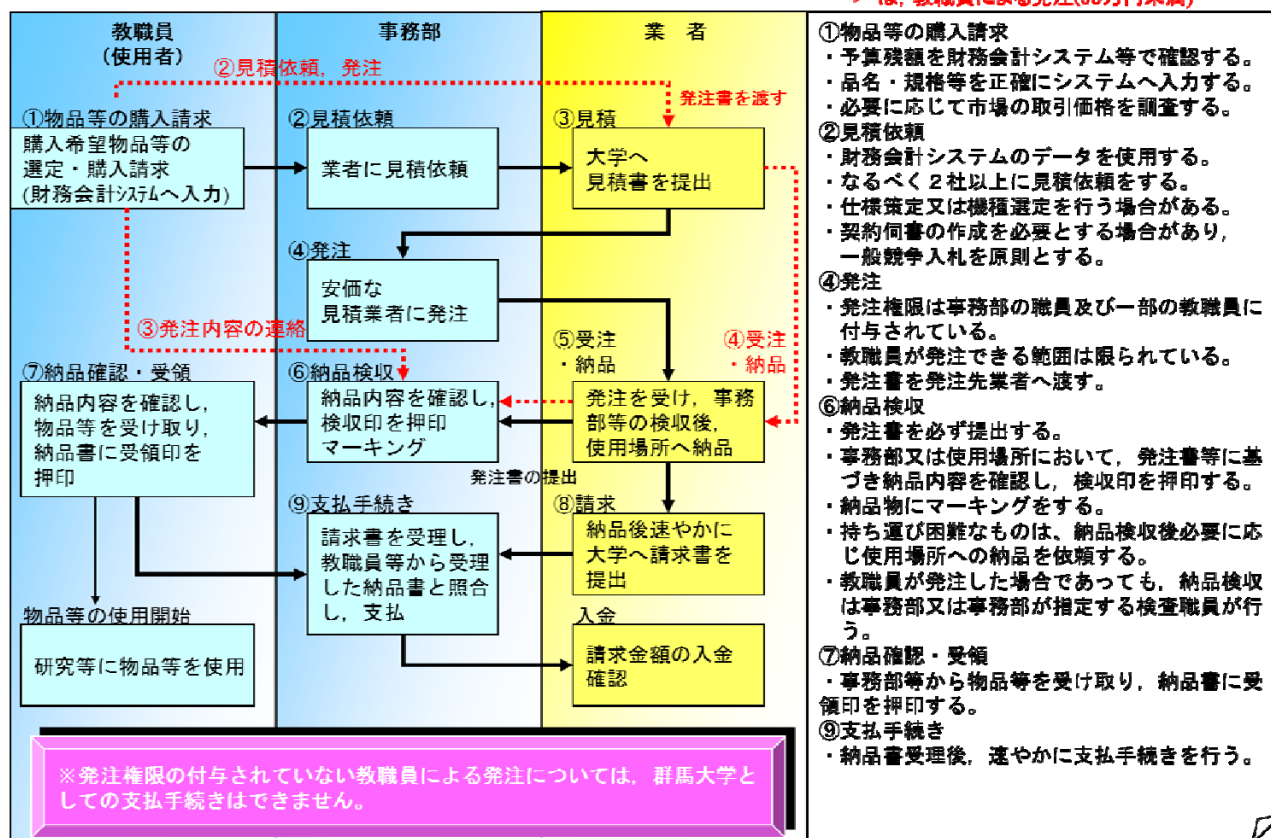 は，教職員による発注(
教職員
(使用者)
事務部
業　者
②見積依頼，発注
発注書を渡す
①物品等の購入請求
購入希望物品等の
選定・購入請求
(財務会計システムへ入力)
②見積依頼
業者に見積依頼
③見積
大学へ
見積書を提出
④発注
安価な
見積業者に発注
③発注内容の連絡
⑤受注
・納品
④受注
・納品
⑦納品確認・受領
納品内容を確認し，
物品等を受け取り，
納品書に受領印を
押印
⑥納品検収
納品内容を確認し，
検収印を押印
マーキング
発注を受け，事務
部等の検収後，
使用場所へ納品
発注書の提出
⑨支払手続き
請求書を受理し，
教職員等から受理
した納品書と照合
し，支払
⑧請求
納品後速やかに
大学へ請求書を
提出
物品等の使用開始
研究等に物品等を使用
入金
請求金額の入金
確認
※発注権限の付与されていない教職員による発注については，群馬大学と
しての支払手続きはできません。
①物品等の購入請求
・予算残額を財務会計システム等で確認する。
・品名・規格等を正確にシステムへ入力する。
・必要に応じて市場の取引価格を調査する。
②見積依頼
・財務会計システムのデータを使用する。
・なるべく２社以上に見積依頼をする。
・仕様策定又は機種選定を行う場合がある。
・契約伺書の作成を必要とする場合があり，
一般競争入札を原則とする。
④発注
・発注権限は事務部の職員及び一部の教職員に
付与されている。
・教職員が発注できる範囲は限られている。
・発注書を発注先業者へ渡す。
⑥納品検収
・発注書を必ず提出する。
・事務部又は使用場所において，発注書等に基
づき納品内容を確認し，検収印を押印する。
・納品物にマーキングをする。
・持ち運び困難なものは、納品検収後必要に応
じ使用場所への納品を依頼する。
・教職員が発注した場合であっても，納品検収
は事務部又は事務部が指定する検査職員が行
う。
⑦納品確認・受領
・事務部等から物品等を受け取り，納品書に受
領印を押印する。
⑨支払手続き
・納品書受理後，速やかに支払手続きを行う。